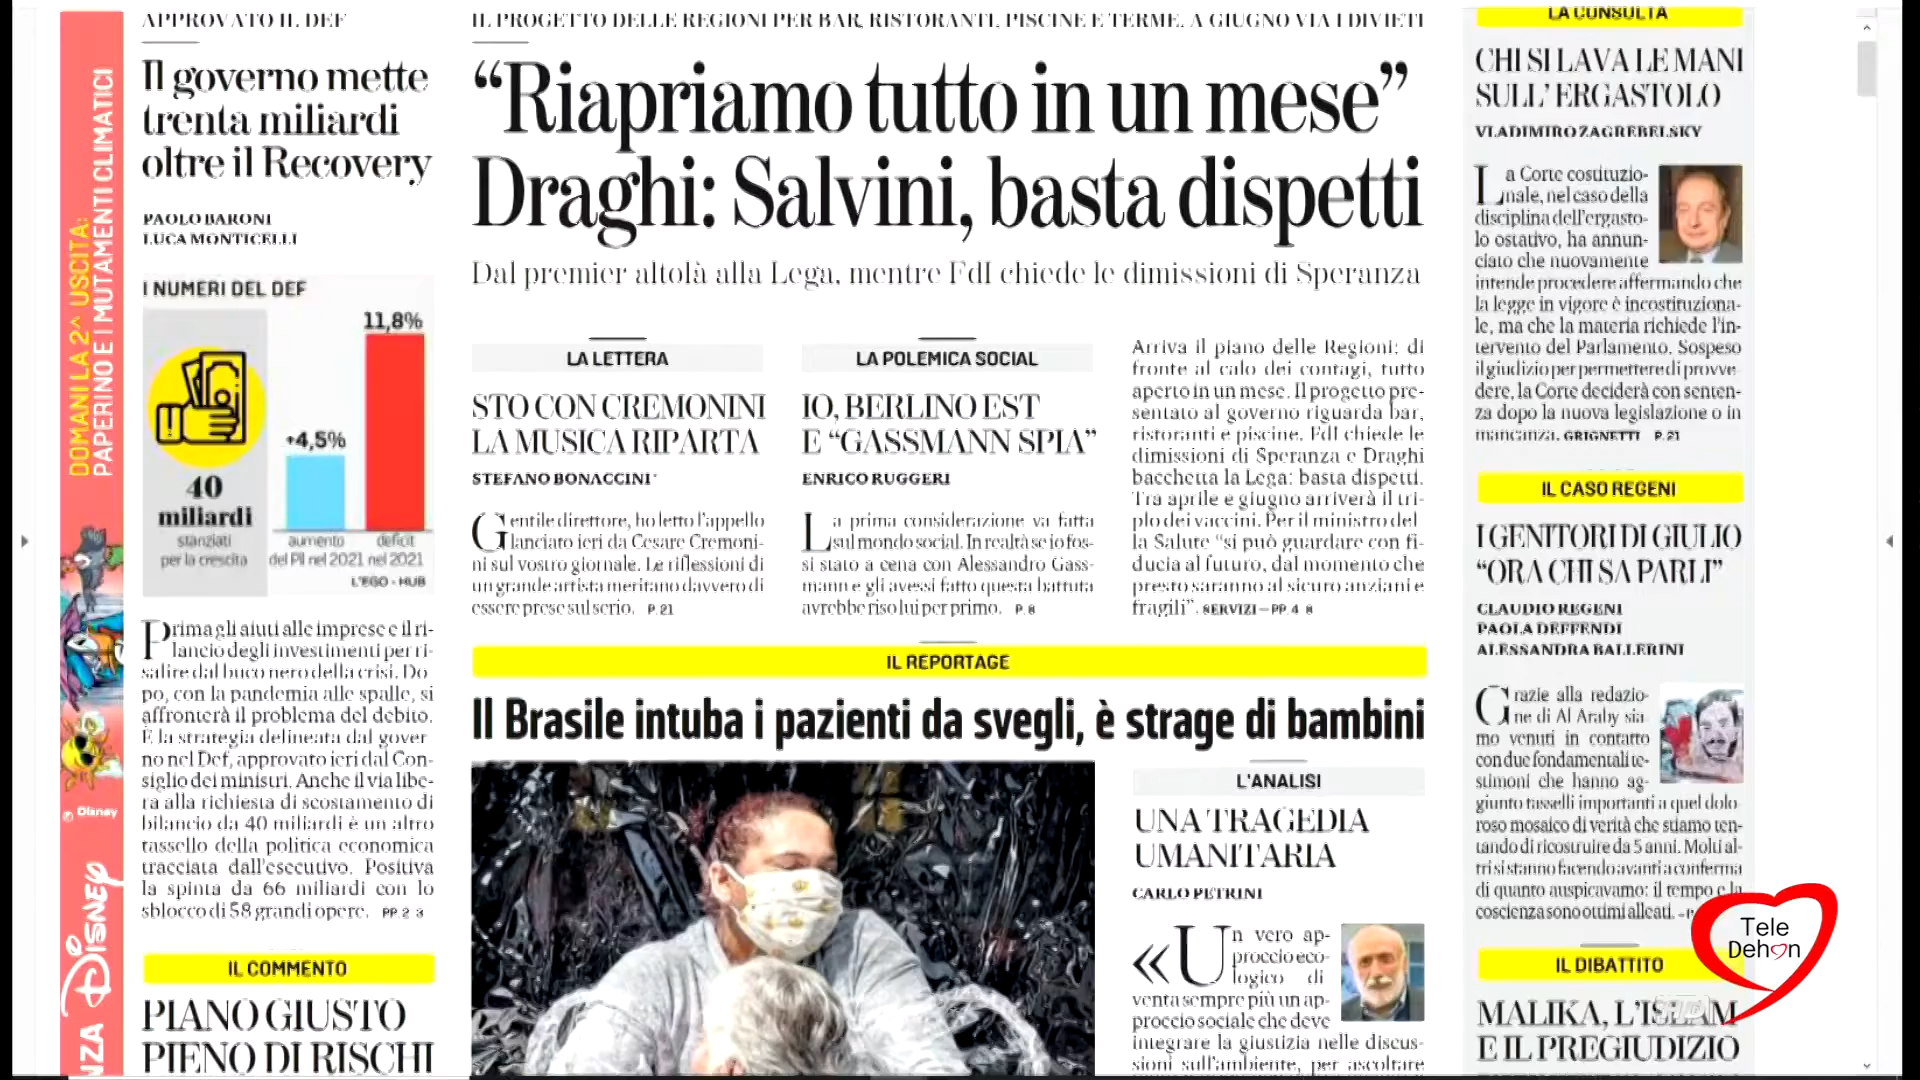 DOMANI LA 2^ USCITA:
PAPERINO E I MUTAMENTI CLIMATICI
© Disney
DISNEY
NZA
APPROVATO IL DEF
Il governo mette
trenta miliardi
oltre il Recovery
PAOLO BARONI
LUCA MONTICELLI
I NUMERI DEL DEF
11,8%
+4,5%
40
miliardi
stanziati
per la crescita
aumento
del Pil nel 2021
deficit
nel 2021
L'EGO - HUB
Prima gli aiuti alle imprese e il ri-
lancio degli investimenti per ri-
salire dal buco nero della crisi. Do-
po, con la pandemia alle spalle, si
affronterà il problema del debito.
È la strategia delineata dal gover-
no nel Def, approvato ieri dal Con-
siglio dei ministri. Anche il via libe-
ra alla richiesta di scostamento di
bilancio da 40 miliardi è un altro
tassello della politica economica
tracciata dall'esecutivo. Positiva
la spinta da 66 miliardi con lo
sblocco di 58 grandi opere. PP. 2-3
IL COMMENTO
PIANO GIUSTO
PIENO DI RISCHI
IL PROGETTO DELLE REGIONI PER BAR, RISTORANTI, PISCINE E TERME. A GIUGNO VIA I DIVIETI
“Riapriamo tutto in un mese”
Draghi: Salvini, basta dispetti
Dal premier altolà alla Lega, mentre FdI chiede le dimissioni di Speranza
LA LETTERA
STO CON CREMONINI
LA MUSICA RIPARTA
STEFANO BONACCINI*
Gentile direttore, ho letto l'appello
lanciato ieri da Cesare Cremoni-
ni sul vostro giornale. Le riflessioni di
un grande artista meritano davvero di
essere prese sul serio. P. 21
LA POLEMICA SOCIAL
IO, BERLINO EST
E “GASSMANN SPIA”
ENRICO RUGGERI
La prima considerazione va fatta
sul mondo social. In realtà se io fos-
si stato a cena con Alessandro Gass-
mann e gli avessi fatto questa battuta
avrebbe riso lui per primo. P. 8
Arriva il piano delle Regioni: di
fronte al calo dei contagi, tutto
aperto in un mese. Il progetto pre-
sentato al governo riguarda bar,
ristoranti e piscine. FdI chiede le
dimissioni di Speranza e Draghi
bacchetta la Lega: basta dispetti.
Tra aprile e giugno arriverà il tri-
plo dei vaccini. Per il ministro del-
la Salute “si può guardare con fi-
ducia al futuro, dal momento che
presto saranno al sicuro anziani e
fragili”. SERVIZI – PP. 4-8
IL REPORTAGE
Il Brasile intuba i pazienti da svegli, è strage di bambini
L'ANALISI
UNA TRAGEDIA
UMANITARIA
CARLO PETRINI
«Un vero ap-
proccio eco-
logico di-
venta sempre più un ap-
proccio sociale che deve
integrare la giustizia nelle discus-
sioni sull'ambiente, per ascoltare
LA CONSULTA
CHI SI LAVA LE MANI
SULL'ERGASTOLO
VLADIMIRO ZAGREBELSKY
La Corte costituzio-
nale, nel caso della
disciplina dell'ergasto-
lo ostativo, ha annun-
ciato che nuovamente
intende procedere affermando che
la legge in vigore è incostituziona-
le, ma che la materia richiede l'in-
tervento del Parlamento. Sospeso
il giudizio per permettere di provve-
dere, la Corte deciderà con senten-
za dopo la nuova legislazione o in
mancanza. GRIGNETTI P. 21
IL CASO REGENI
I GENITORI DI GIULIO
“ORA CHI SA PARLI”
CLAUDIO REGENI
PAOLA DEFFENDI
ALESSANDRA BALLERINI
Grazie alla redazio-
ne di Al Araby sia-
mo venuti in contatto
con due fondamentali te-
stimoni che hanno ag-
giunto tasselli importanti a quel dolo-
roso mosaico di verità che stiamo ten-
tando di ricostruire da 5 anni. Molti al-
tri si stanno facendo avanti a conferma
di quanto auspicavamo: il tempo e la
coscienza sono ottimi alleati.
IL DIBATTITO
MALIKA, L'ISLAM
E IL PREGIUDIZIO
Tele
Dehon